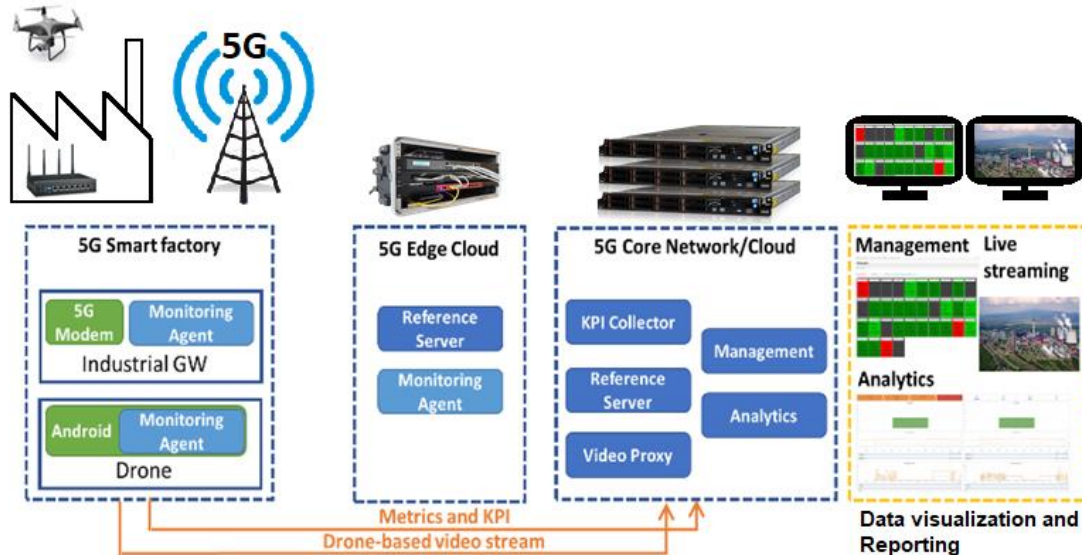 5G
5G Smart factory
5G
Modem
Monitoring
Agent
Industrial GW
Android
Monitoring
Agent
Drone
5G Edge Cloud
Reference
Server
Monitoring
Agent
5G Core Network/Cloud
KPI Collector
Management
Reference
Server
Analytics
Video Proxy
Management
Live
streaming
Analytics
Metrics and KPI
Drone-based video stream
Data visualization and
Reporting